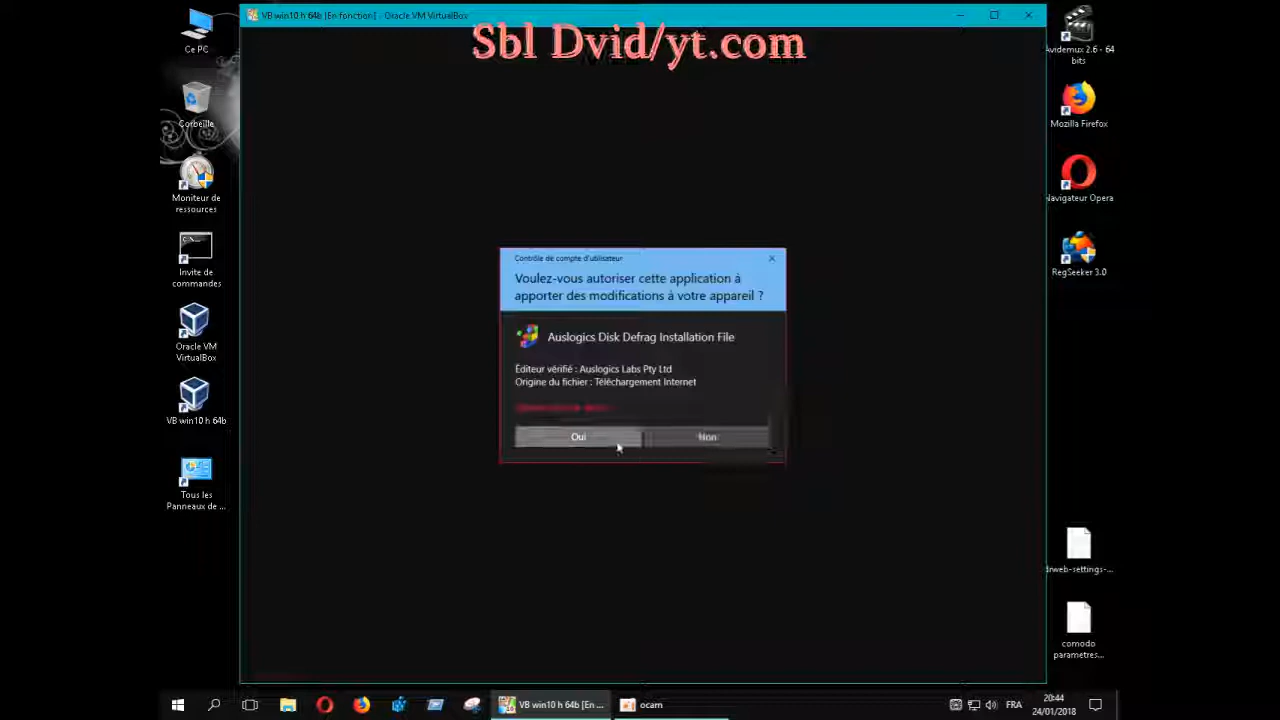 VB win10 h 64b [En fonction] - Oracle VM VirtualBox
Sbl Dvid/yt.com
Ce PC
Corbeille
Moniteur de
ressources
Invite de
commandes
Oracle VM
VirtualBox
VB win10 h 64b
Tous les
Panneaux de ...
Contrôle de compte d'utilisateur
Voulez-vous autoriser cette application à
apporter des modifications à votre appareil ?
Auslogics Disk Defrag Installation File
Éditeur vérifié : Auslogics Labs Pty Ltd
Origine du fichier : Téléchargement Internet
Oui
Non
Avidemux 2.6 - 64
bits
Mozilla Firefox
Navigateur Opera
RegSeeker 3.0
drweb-settings-...
comodo
parametres...
VB win10 h 64b [En ...
ocam
FRA
20:44
24/01/2018